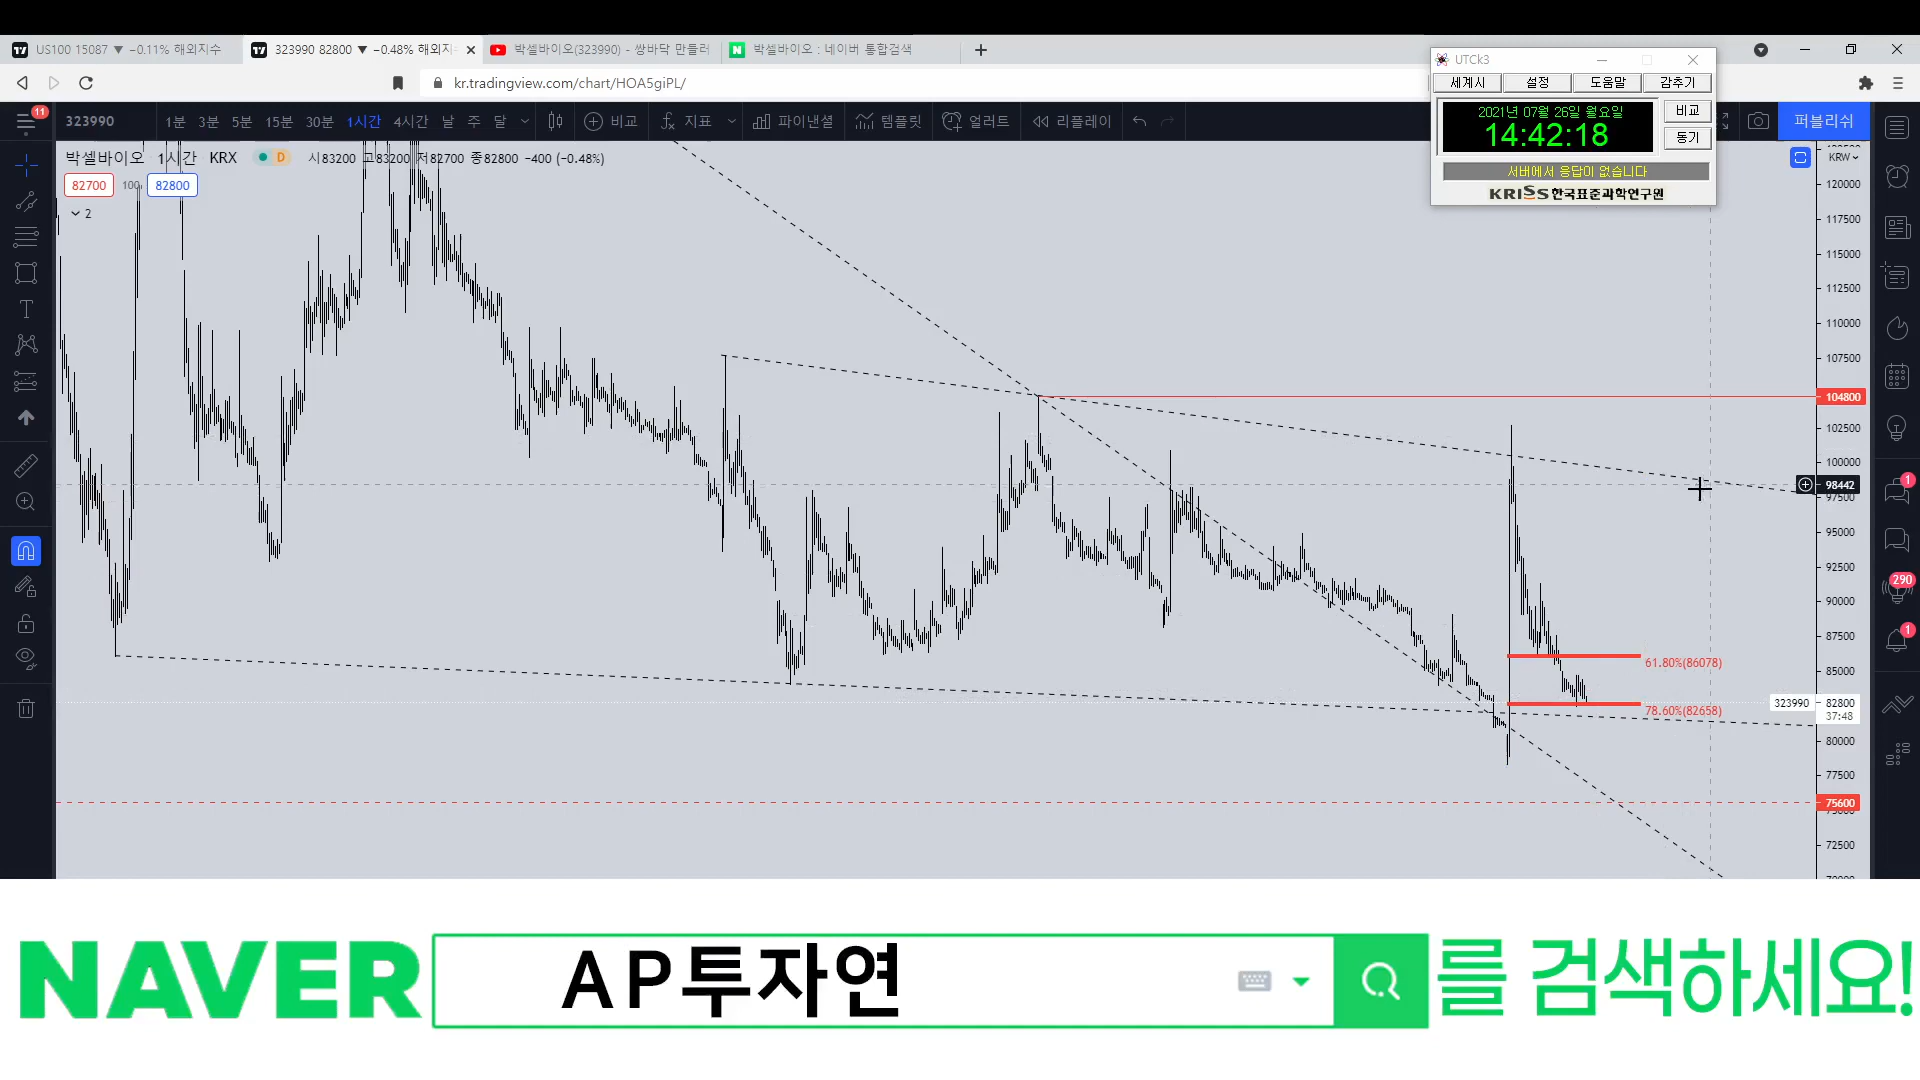 US100 15087 ▼ −0.11% 해외지수
323990 82800 ▼ −0.48% 해외지
박셀바이오(323990) - 쌍바닥 만들러
박셀바이오 : 네이버 통합검색
kr.tradingview.com/chart/HOA5giPL/
UTCk3
세계시 설정 도움말 감추기
2021년 07월 26일 월요일
14:42:18
비교
동기
서버에서 응답이 없습니다
KRISS 한국표준과학연구원
11
323990 1분 3분 5분 15분 30분 1시간 4시간 날 주 달 비교 지표 파이낸셜 템플릿 얼러트 리플레이 퍼블리쉬
박셀바이오 1시간 KRX D 시83200 고83200 저82700 종82800 −400 (−0.48%)
82700 100 82800
2
KRW
120000
117500
115000
112500
110000
107500
104800
102500
100000
98442
97500
95000
92500
90000
87500
85000
323990 82800
37:48
80000
77500
75600
72500
61.80%(86078)
78.60%(82658)
1
290
1
NAVER AP투자연 를 검색하세요!